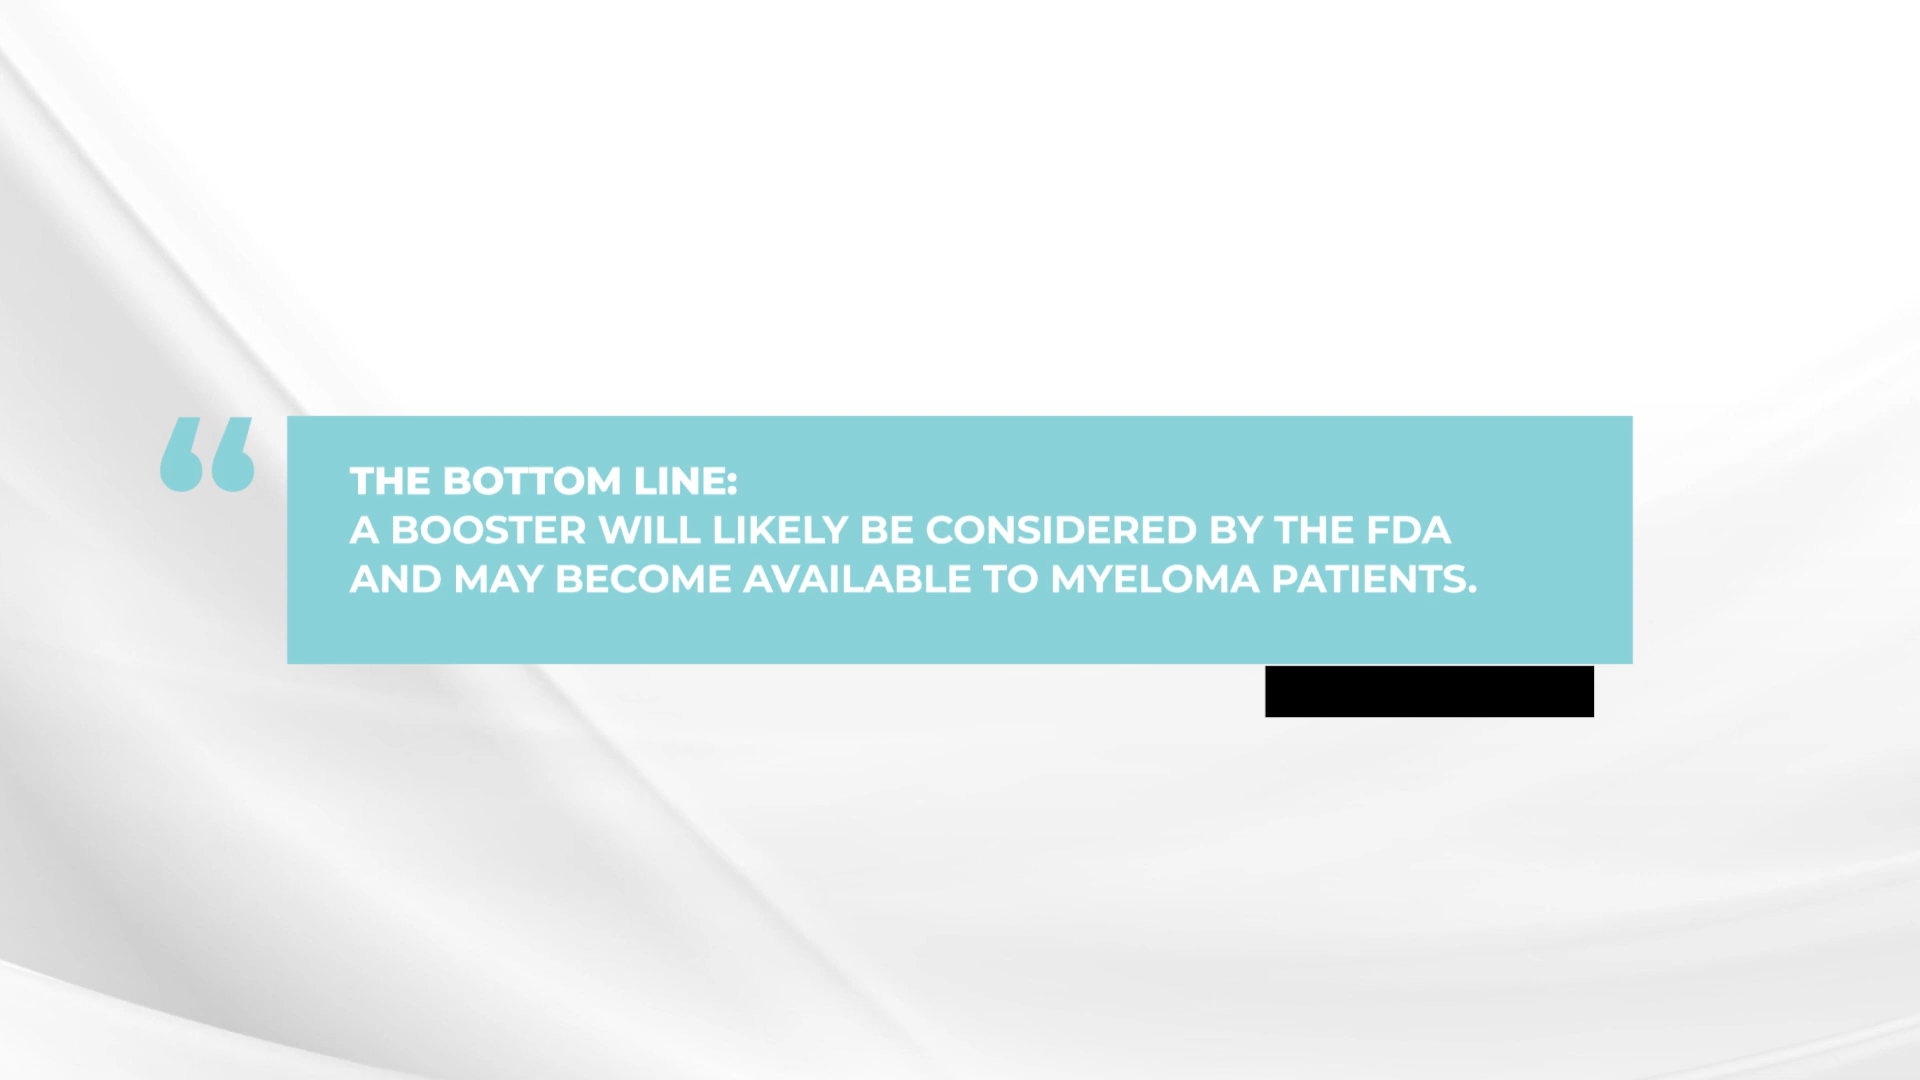 “
THE BOTTOM LINE:
A BOOSTER WILL LIKELY BE CONSIDERED BY THE FDA
AND MAY BECOME AVAILABLE TO MYELOMA PATIENTS.